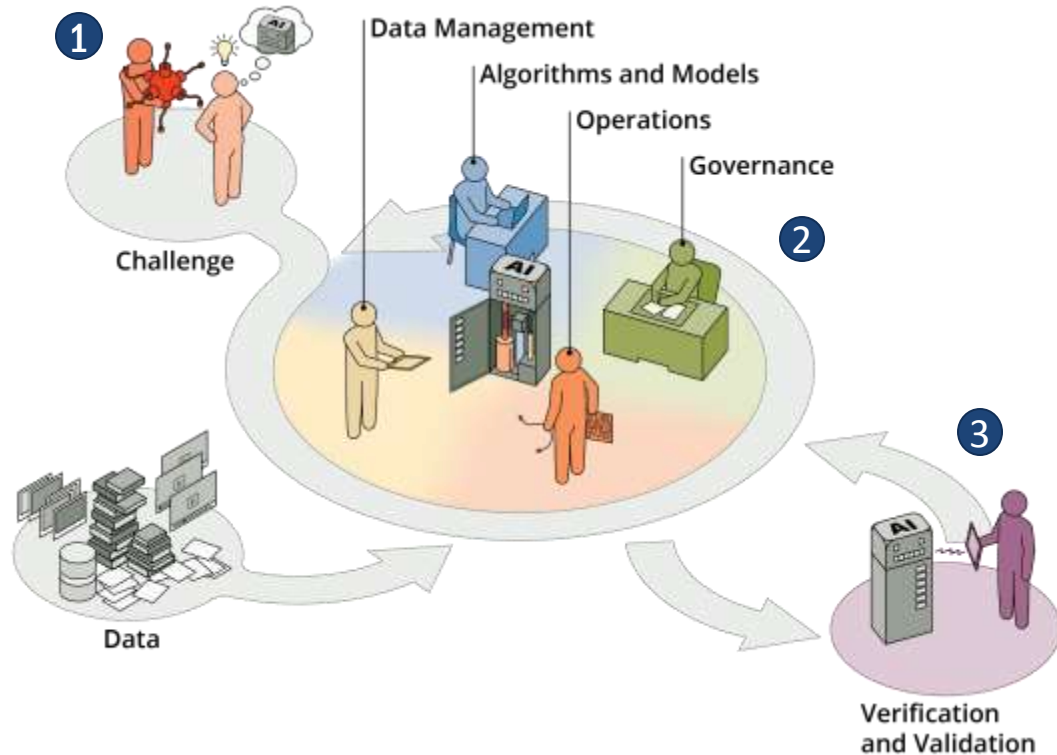 1
AI
Data Management
Algorithms and Models
Operations
Governance
Challenge
2
AI
3
AI
Data
Verification
and Validation